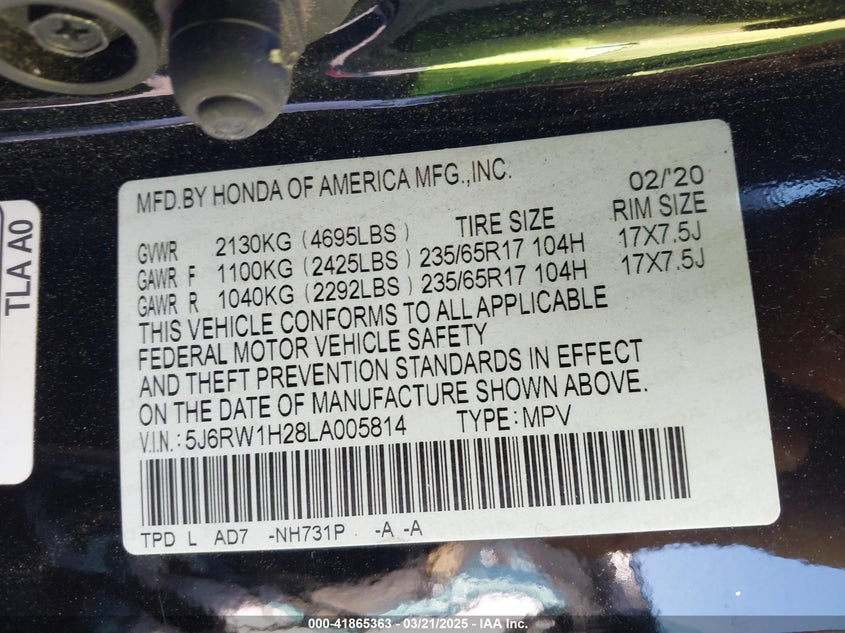 MFD.BY HONDA OF AMERICA MFG.,INC. 02/'20
TIRE SIZE RIM SIZE
GVWR 2130KG (4695LBS)
GAWR F 1100KG (2425LBS) 235/65R17 104H 17X7.5J
GAWR R 1040KG (2292LBS) 235/65R17 104H 17X7.5J
THIS VEHICLE CONFORMS TO ALL APPLICABLE
FEDERAL MOTOR VEHICLE SAFETY
AND THEFT PREVENTION STANDARDS IN EFFECT
ON THE DATE OF MANUFACTURE SHOWN ABOVE.
V.I.N.: 5J6RW1H28LA005814 TYPE: MPV
TPD L AD7 -NH731P -A -A
TLA A0
000-41865363 - 03/21/2025 - IAA Inc.